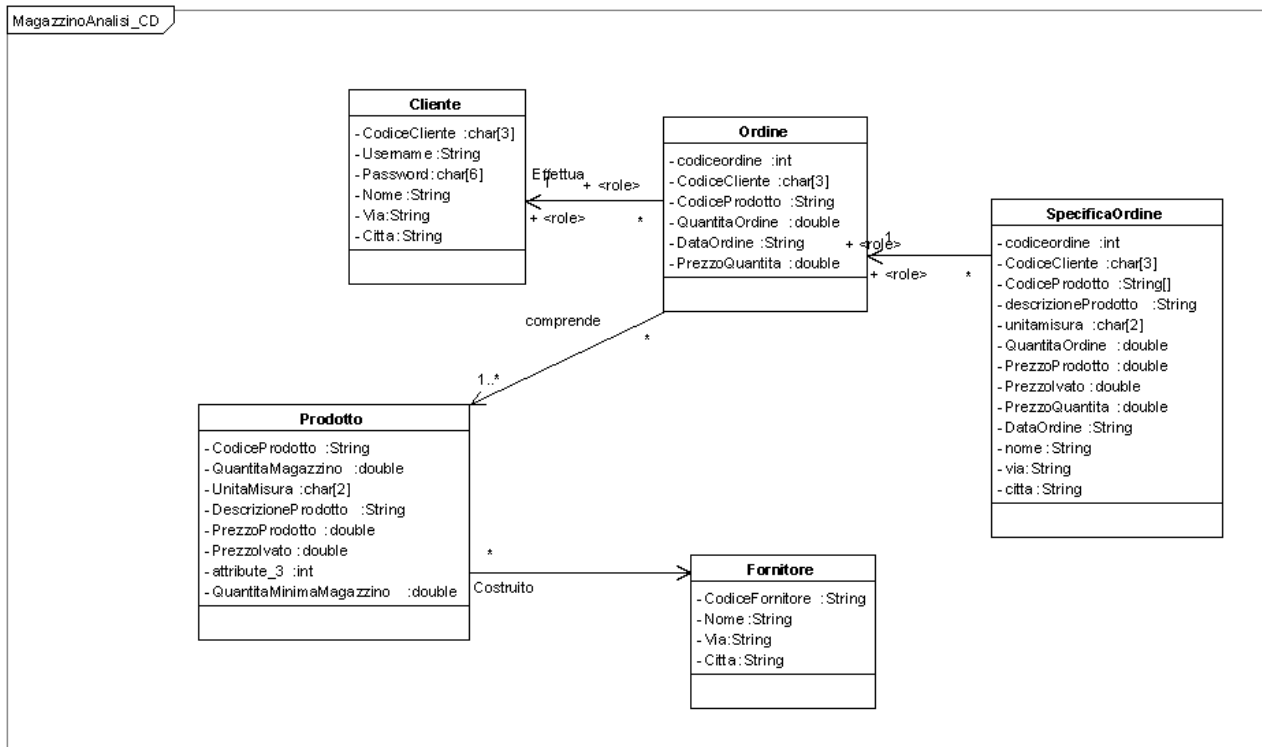 MagazzinoAnalisi_CD
Cliente
- CodiceCliente :char[3]
- Username :String
- Password :char[6]
- Nome :String
- Via:String
- Citta :String
Effettua
1
+ <role>
+ <role>
*
Ordine
- codiceordine :int
- CodiceCliente :char[3]
- CodiceProdotto :String
- QuantitaOrdine :double
- DataOrdine :String
- PrezzoQuantita :double
1
+ <role>
+ <role>
*
SpecificaOrdine
- codiceordine :int
- CodiceCliente :char[3]
- CodiceProdotto :String[]
- descrizioneProdotto :String
- unitamisura :char[2]
- QuantitaOrdine :double
- PrezzoProdotto :double
- PrezzoIvato :double
- PrezzoQuantita :double
- DataOrdine :String
- nome :String
- via:String
- citta :String
comprende
*
1..*
Prodotto
- CodiceProdotto :String
- QuantitaMagazzino :double
- UnitaMisura :char[2]
- DescrizioneProdotto :String
- PrezzoProdotto :double
- PrezzoIvato :double
- attribute_3 :int
- QuantitaMinimaMagazzino :double
*
Costruito
Fornitore
- CodiceFornitore :String
- Nome :String
- Via:String
- Citta :String